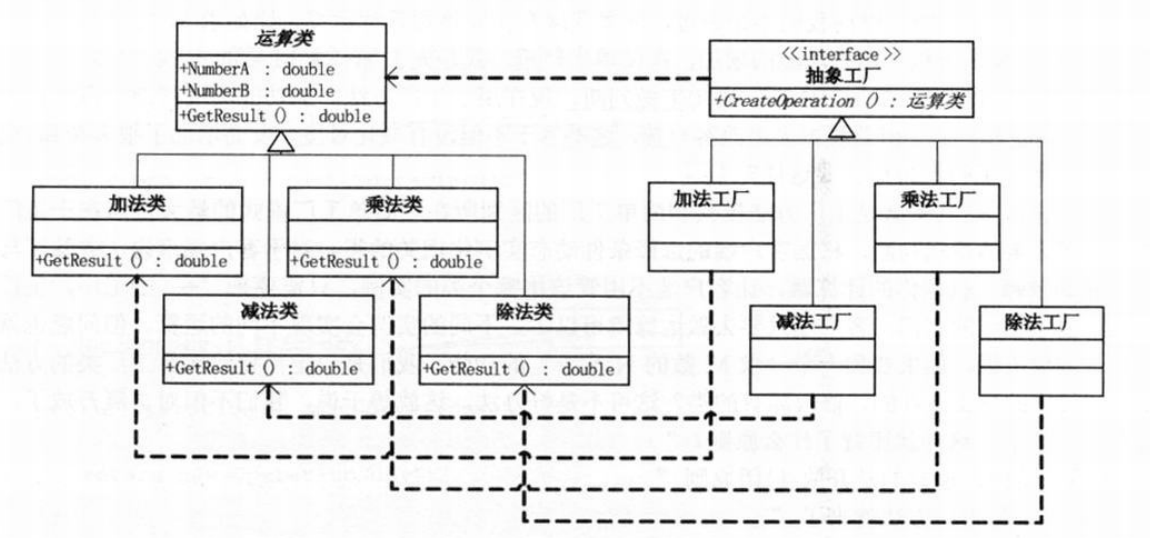 运算类
+NumberA : double
+NumberB : double
+GetResult () : double
<<interface >>
抽象工厂
+CreateOperation () : 运算类
加法类
+GetResult () : double
乘法类
+GetResult () : double
加法工厂
乘法工厂
减法类
+GetResult () : double
除法类
+GetResult () double
减法工厂
除法工厂